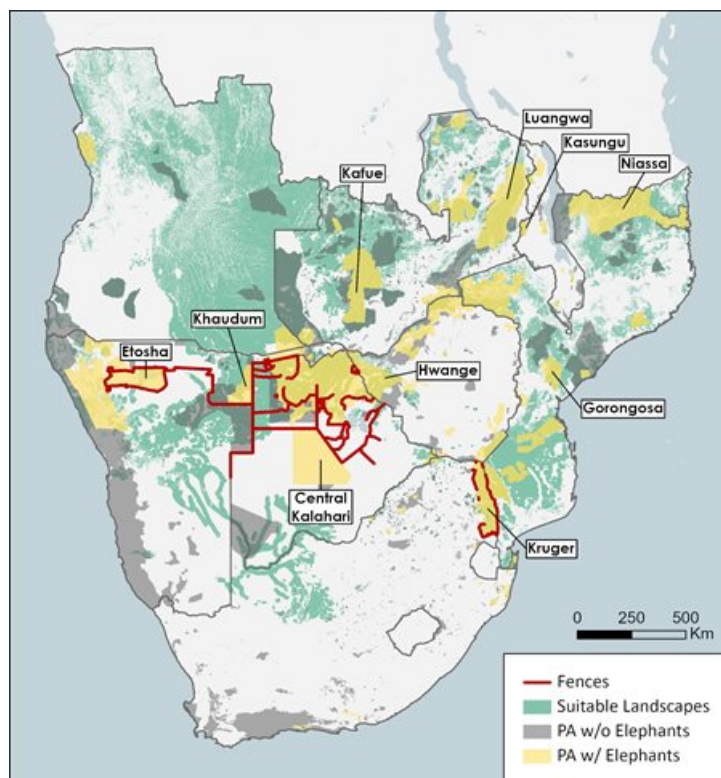 Luangwa
Kasungu
Niassa
Kafue
Khaudum
Etosha
Hwange
Gorongosa
Central
Kalahari
Kruger
0 250 500
Km
Fences
Suitable Landscapes
PA w/o Elephants
PA w/ Elephants